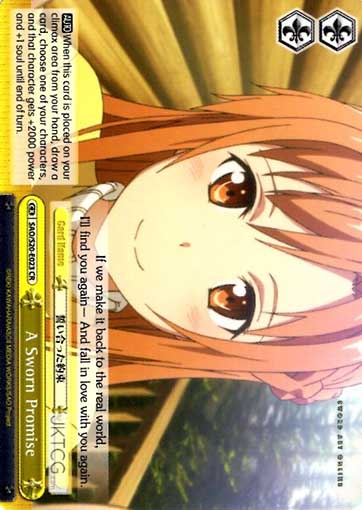 SWORD ART ONLINE
If we make it back to the real world,
I'll find you again— And fall in love with you again.
【AUTO】 When this card is placed on your
climax area from your hand, draw a
card, choose one of your characters,
and that character gets +2000 power
and +1 soul until end of turn.
Card Name
誓い合った約束
JKTCG
CX
SAO/S20-E023 CR
A Sworn Promise
©REKI KAWAHARA/ASCII MEDIA WORKS/SAO Project